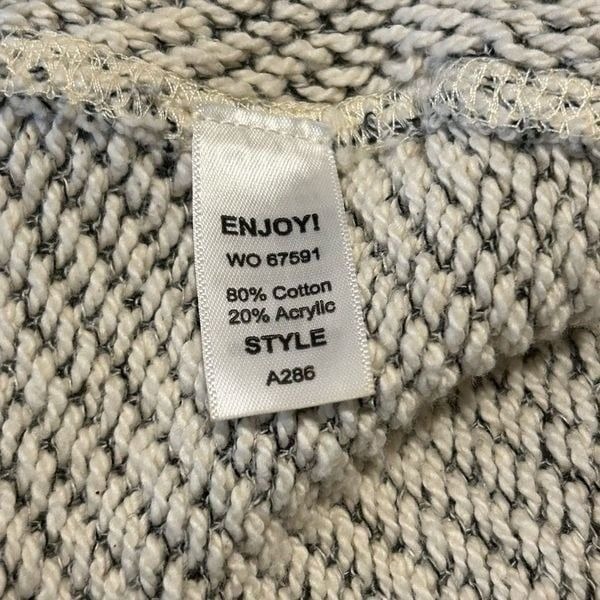 ENJOY!
WO 67591
80% Cotton
20% Acrylic
STYLE
A286